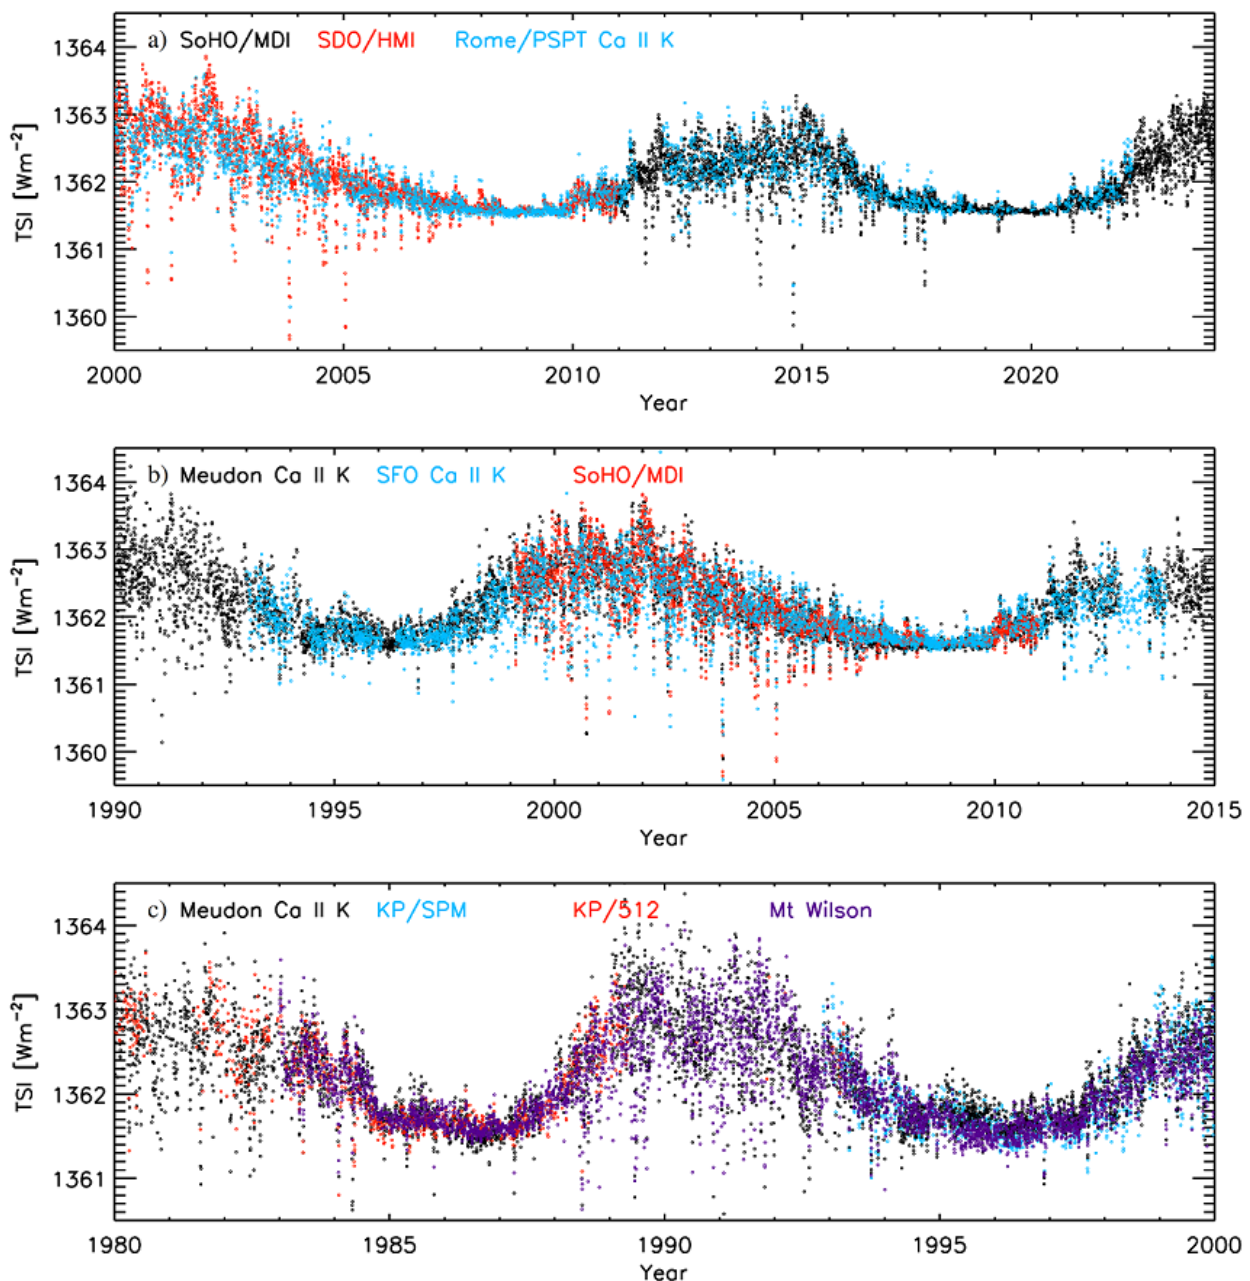 a) SoHO/MDI SDO/HMI Rome/PSPT Ca II K
1364
1363
1362
1361
1360
TSI [Wm⁻²]
2000 2005 2010 2015 2020
Year
b) Meudon Ca II K SFO Ca II K SoHO/MDI
1364
1363
1362
1361
1360
TSI [Wm⁻²]
1990 1995 2000 2005 2010 2015
Year
c) Meudon Ca II K KP/SPM KP/512 Mt Wilson
1364
1363
1362
1361
TSI [Wm⁻²]
1980 1985 1990 1995 2000
Year